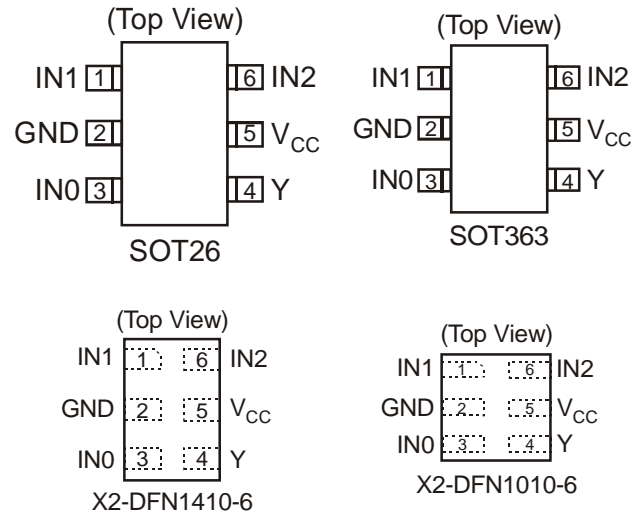 (Top View)
IN1 1 6 IN2
GND 2 5 VCC
IN0 3 4 Y
SOT26
(Top View)
IN1 1 6 IN2
GND 2 5 VCC
IN0 3 4 Y
SOT363
(Top View)
IN1 1 6 IN2
GND 2 5 VCC
IN0 3 4 Y
X2-DFN1410-6
(Top View)
IN1 1 6 IN2
GND 2 5 VCC
IN0 3 4 Y
X2-DFN1010-6